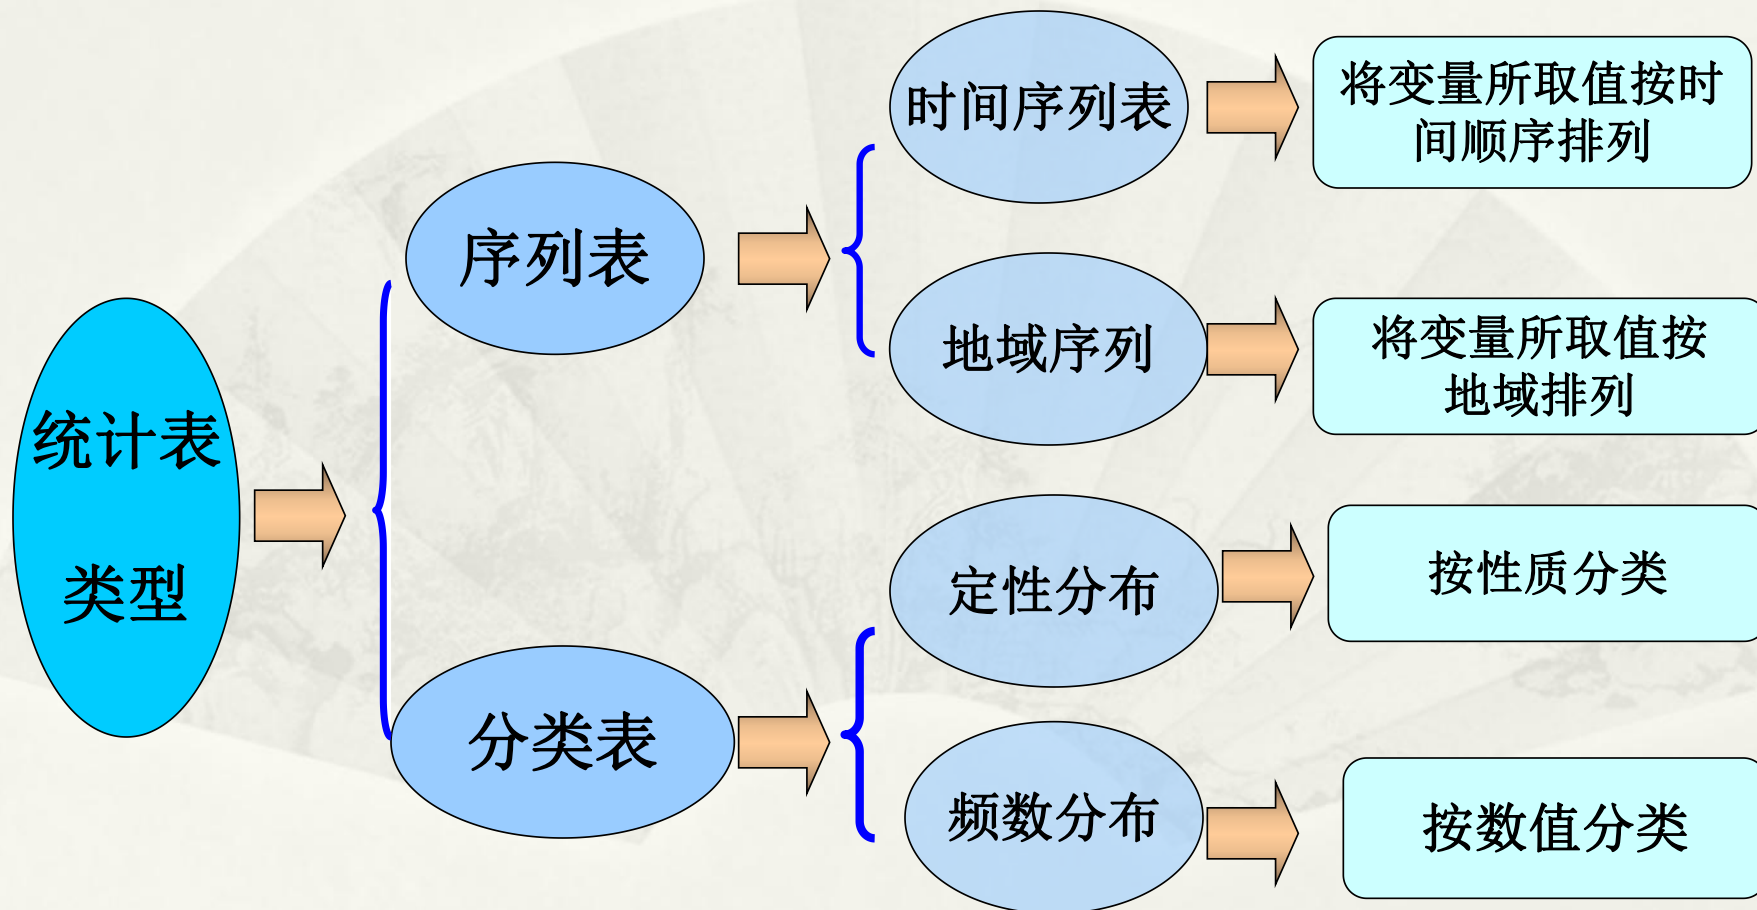 统计表
类型
序列表
时间序列表
将变量所取值按时
间顺序排列
地域序列
将变量所取值按
地域排列
分类表
定性分布
按性质分类
频数分布
按数值分类